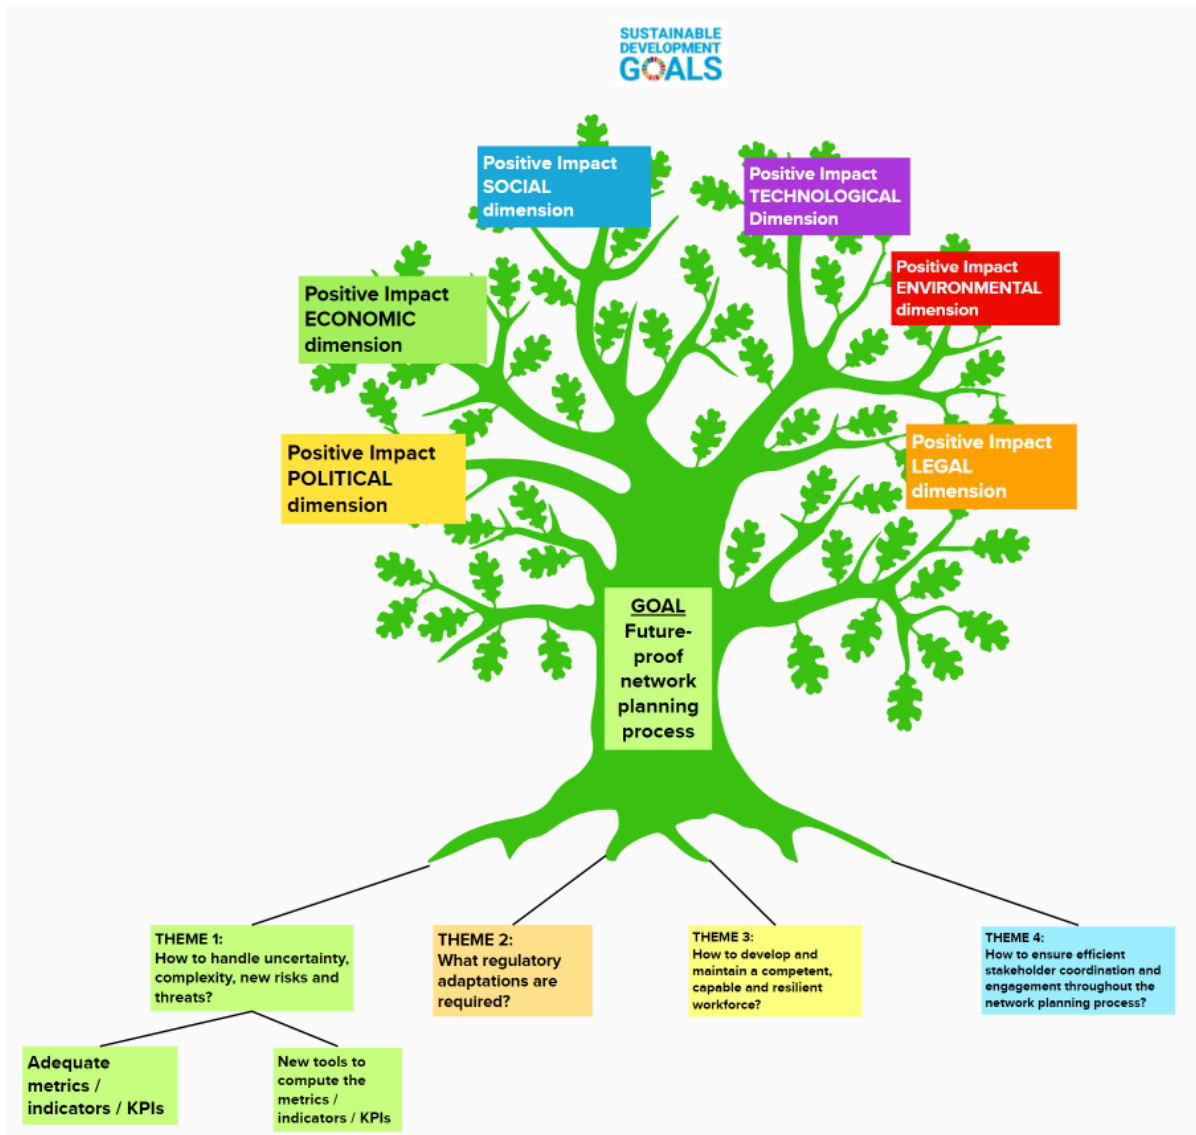 SUSTAINABLE
DEVELOPMENT
GOALS
Positive Impact
SOCIAL
dimension
Positive Impact
TECHNOLOGICAL
Dimension
Positive Impact
ENVIRONMENTAL
dimension
Positive Impact
ECONOMIC
dimension
Positive Impact
LEGAL
dimension
Positive Impact
POLITICAL
dimension
GOAL
Future-
proof
network
planning
process
THEME 1:
How to handle uncertainty,
complexity, new risks and
threats?
THEME 2:
What regulatory
adaptations are
required?
THEME 3:
How to develop and
maintain a competent,
capable and resilient
workforce?
THEME 4:
How to ensure efficient
stakeholder coordination and
engagement throughout the
network planning process?
Adequate
metrics /
indicators / KPIs
New tools to
compute the
metrics /
indicators / KPIs